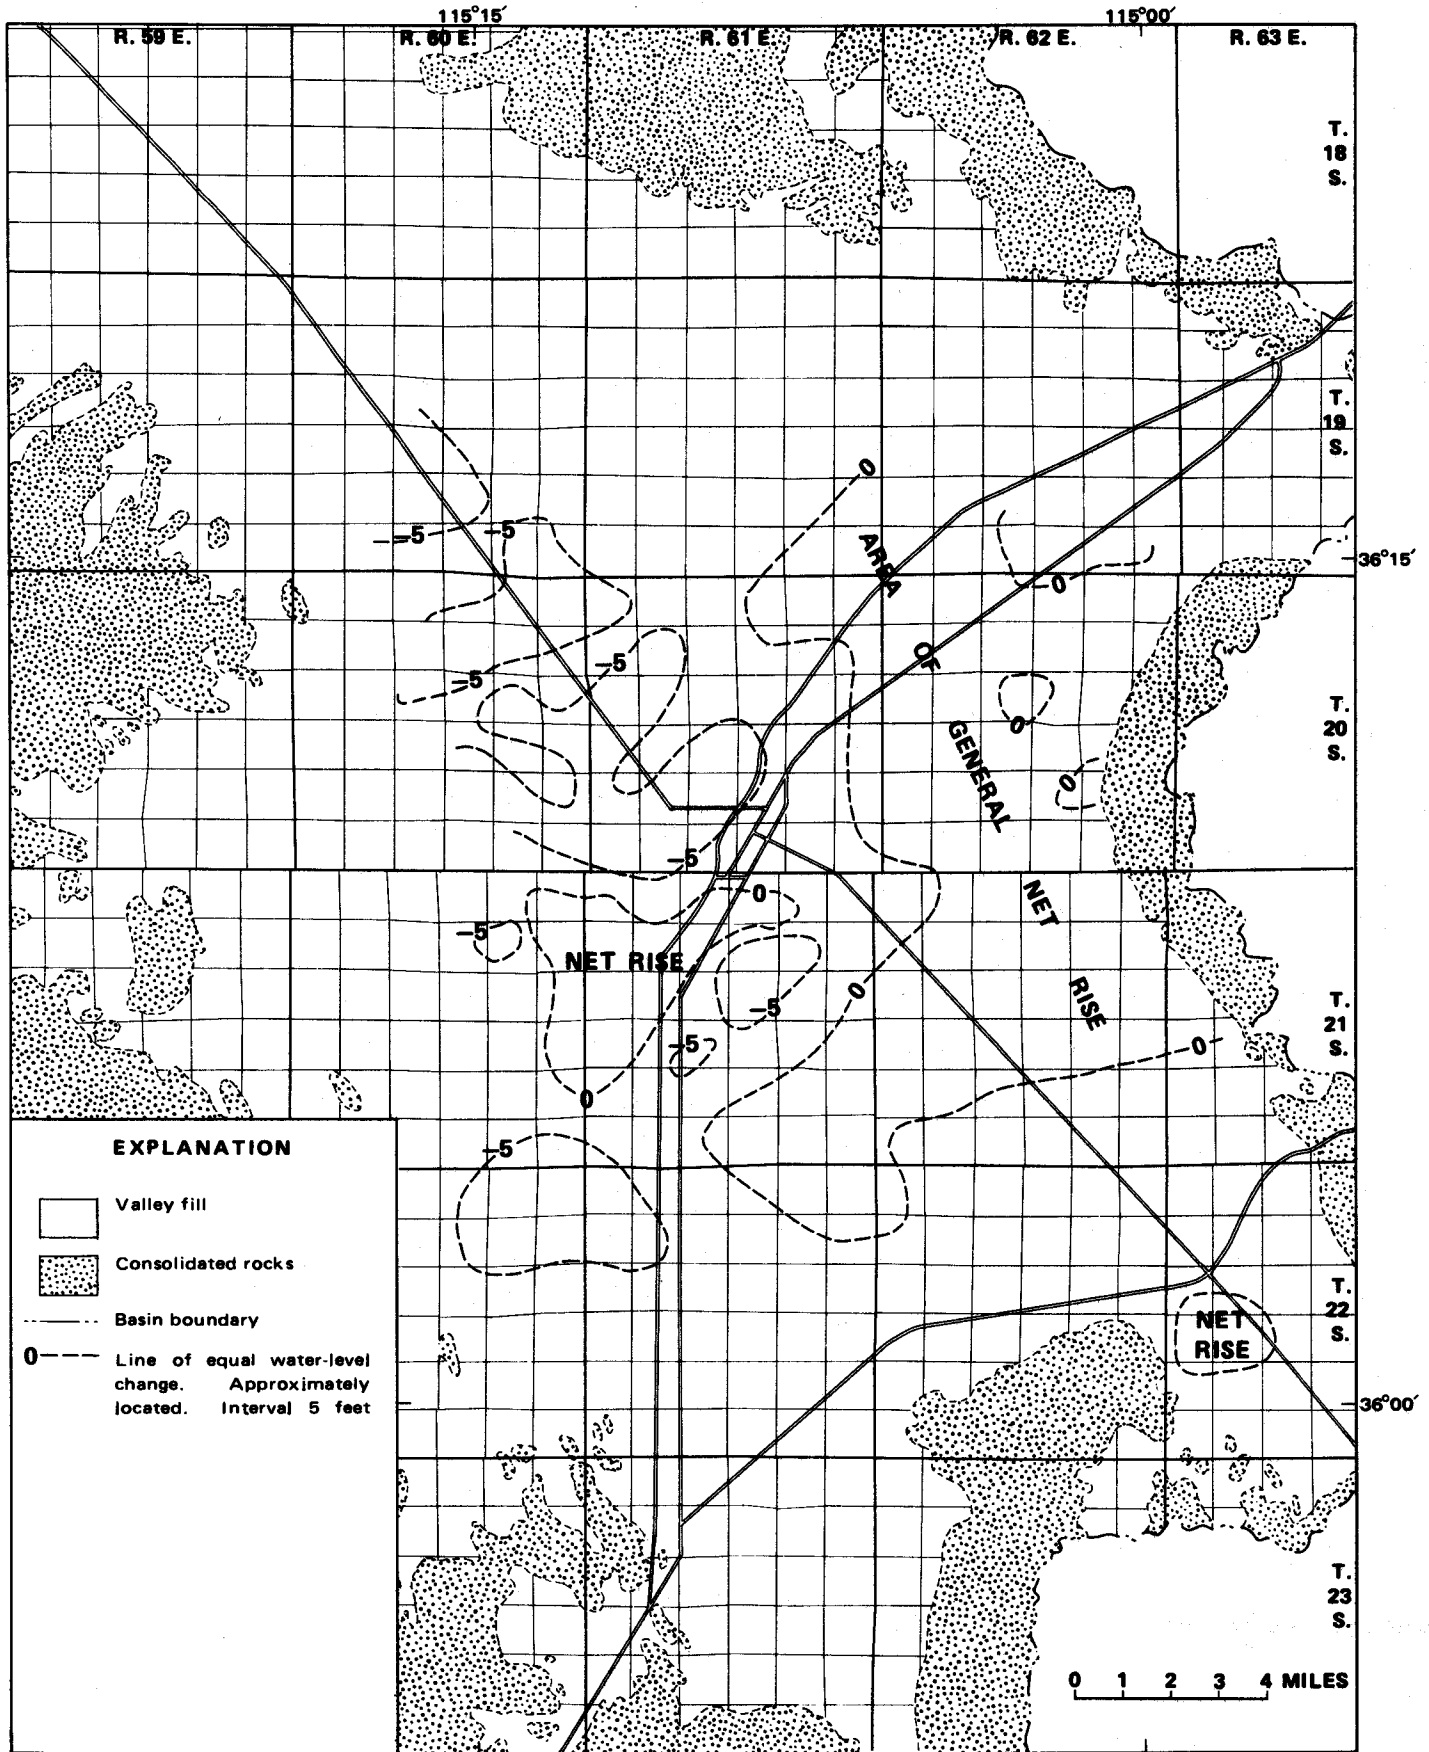 115°15′
115°00′
R. 59 E.
R. 60 E.
R. 61 E.
R. 62 E.
R. 63 E.
T.
18
S.
T.
19
S.
0
–5
–5
AREA
36°15′
0
OF
–5
–5
T.
20
S.
0
GENERAL
0
–5
NET
0
–5
NET RISE
0
RISE
–5
T.
21
S.
–5
0
0
–5
EXPLANATION
Valley fill
Consolidated rocks
Basin boundary
0
Line of equal water-level
change. Approximately
located. Interval 5 feet
T.
22
S.
NET
RISE
36°00′
T.
23
S.
0 1 2 3 4 MILES